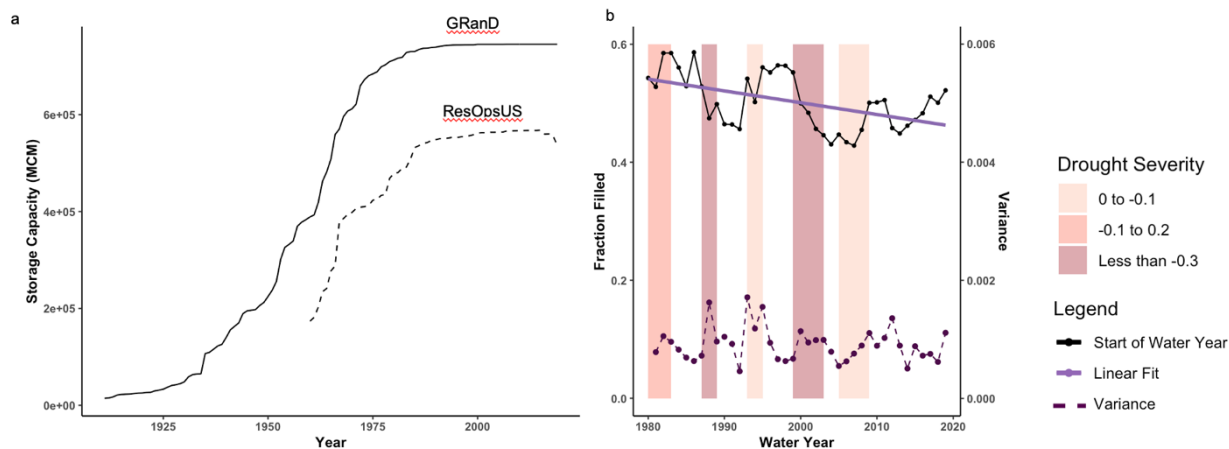 a
GRanD
ResOpsUS
6e+05
4e+05
2e+05
0e+00
Storage Capacity (MCM)
1925
1950
1975
2000
Year
b
0.6
0.4
0.2
0.0
Fraction Filled
0.006
0.004
0.002
0.000
Variance
1980
1990
2000
2010
2020
Water Year
Drought Severity
0 to -0.1
-0.1 to 0.2
Less than -0.3
Legend
Start of Water Year
Linear Fit
Variance